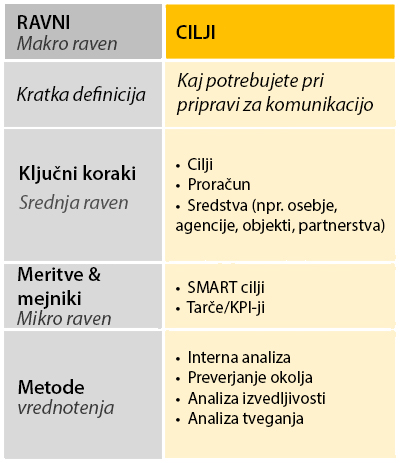 RAVNI
Makro raven
CILJI
Kratka definicija
Kaj potrebujete pri
pripravi za komunikacijo
Ključni koraki
Srednja raven
• Cilji
• Proračun
• Sredstva (npr. osebje,
agencije, objekti, partnerstva)
Meritve &
mejniki
Mikro raven
• SMART cilji
• Tarče/KPI-ji
Metode
vrednotenja
• Interna analiza
• Preverjanje okolja
• Analiza izvedljivosti
• Analiza tveganja